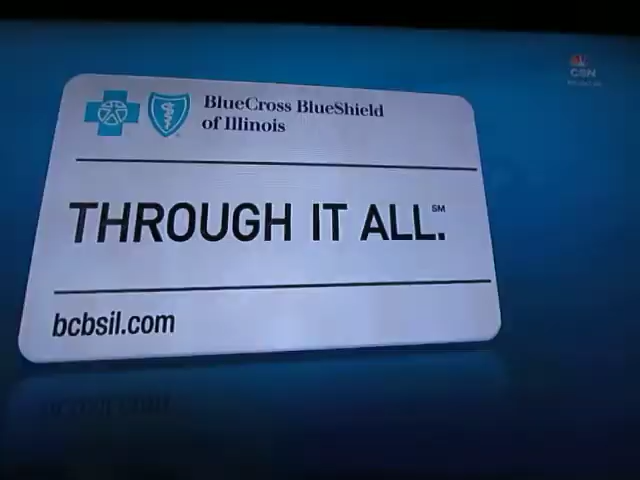 BlueCross BlueShield
of Illinois
THROUGH IT ALL.℠
bcbsil.com
CSN